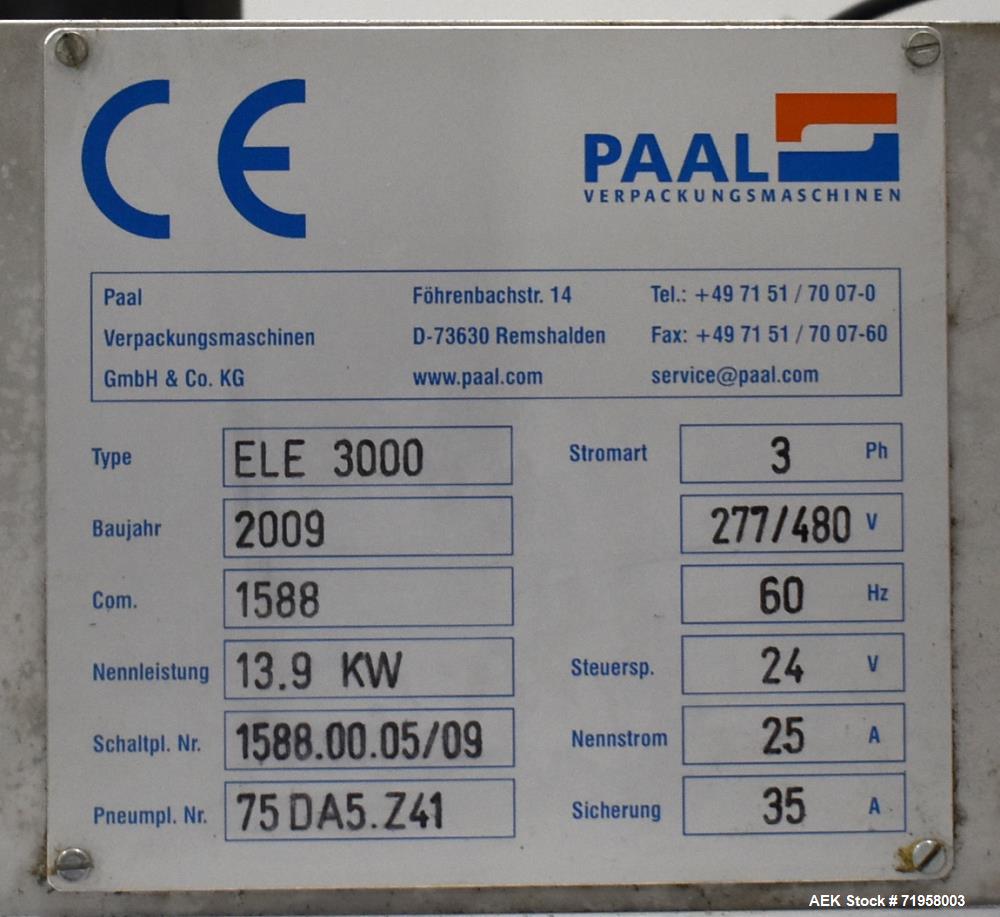 CE
PAAL
VERPACKUNGSMASCHINEN
Paal
Verpackungsmaschinen
GmbH & Co. KG
Föhrenbachstr. 14
D-73630 Remshalden
www.paal.com
Tel.: +49 71 51 / 70 07-0
Fax: +49 71 51 / 70 07-60
service@paal.com
Type ELE 3000
Baujahr 2009
Com. 1588
Nennleistung 13.9 KW
Schaltpl. Nr. 1588.00.05/09
Pneumpl. Nr. 75DA5.Z41
Stromart 3 Ph
277/480 V
60 Hz
Steuersp. 24 V
Nennstrom 25 A
Sicherung 35 A
AEK Stock #71958003